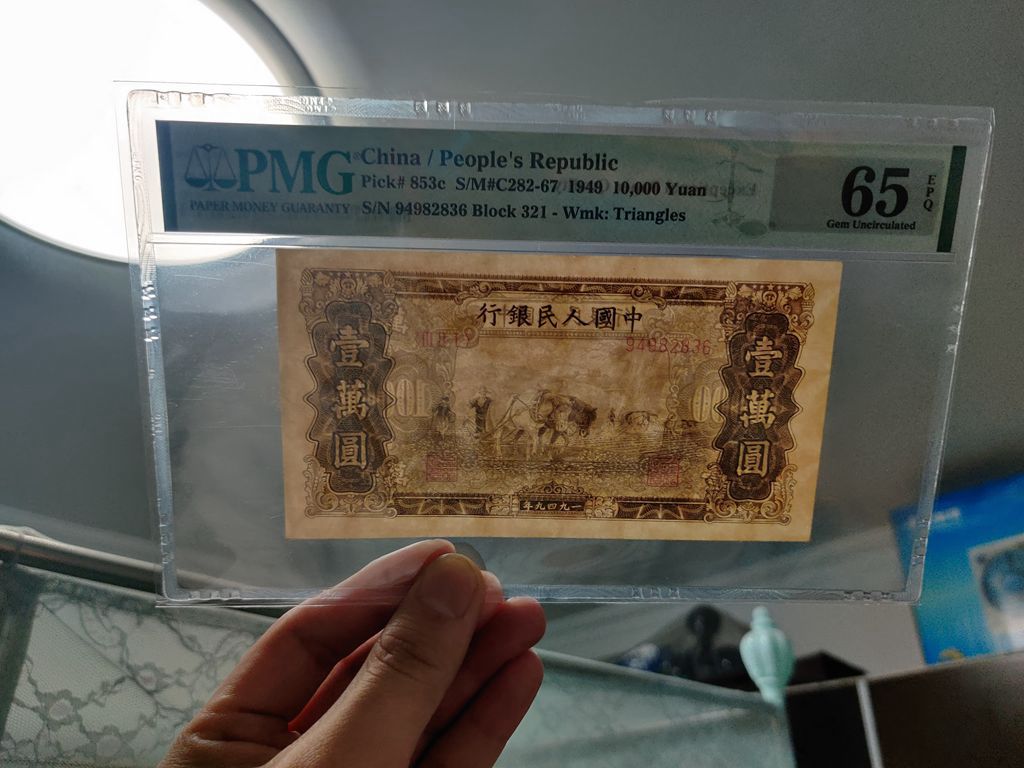 PMG
PAPER MONEY GUARANTY
China / People's Republic
Pick# 853c S/M#C282-67 1949 10,000 Yuan
S/N 94982836 Block 321 - Wmk: Triangles
65
EPQ
Gem Uncirculated
行銀民人國中
94982836
壹萬圓
壹萬圓
年九四九一